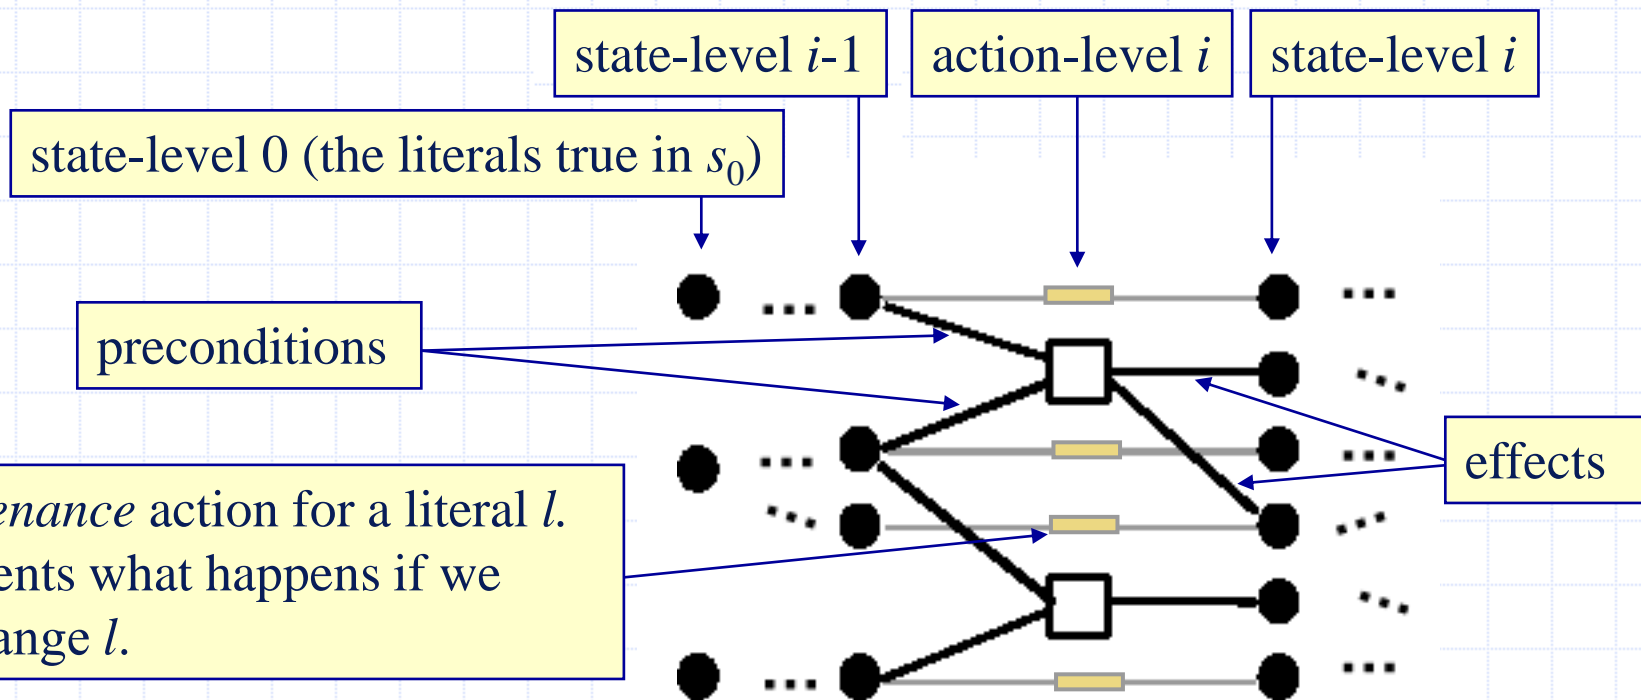 state-level i-1
action-level i
state-level i
state-level 0 (the literals true in s0)
preconditions
effects
action for a literal l.
what happens if we
l.